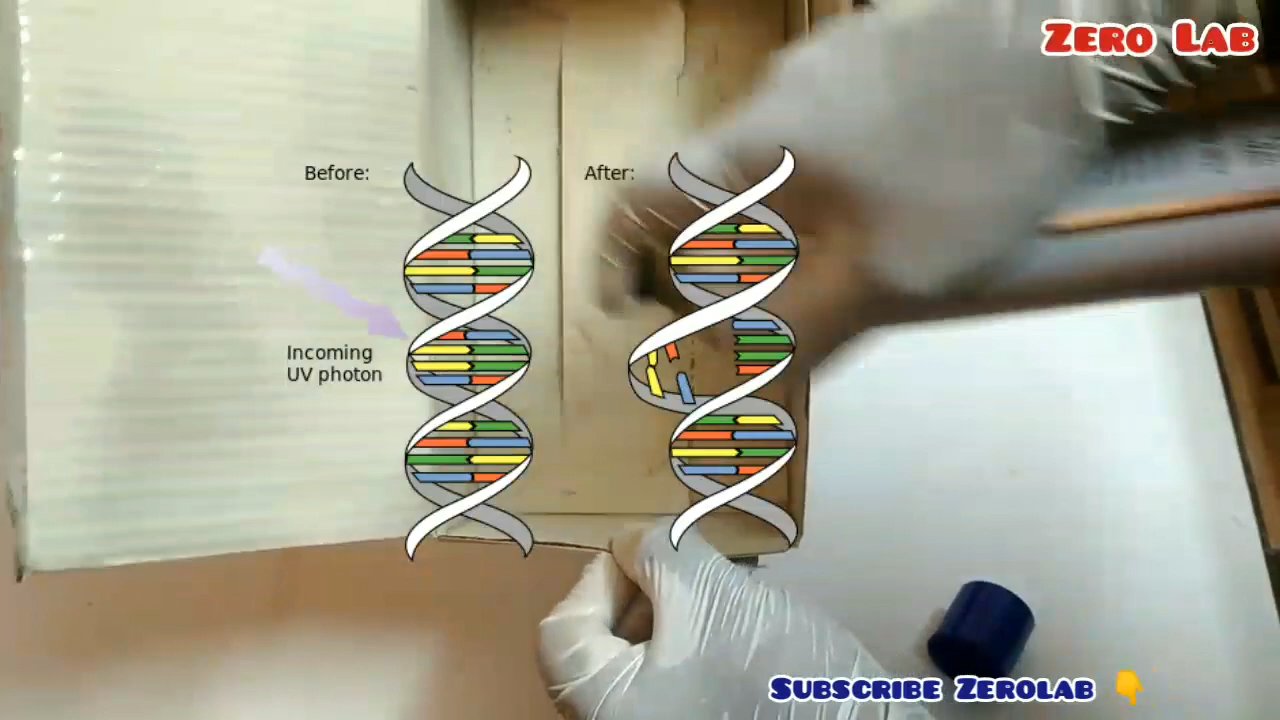 Zero Lab
Before:
After:
Incoming
UV photon
Subscribe Zerolab 👇